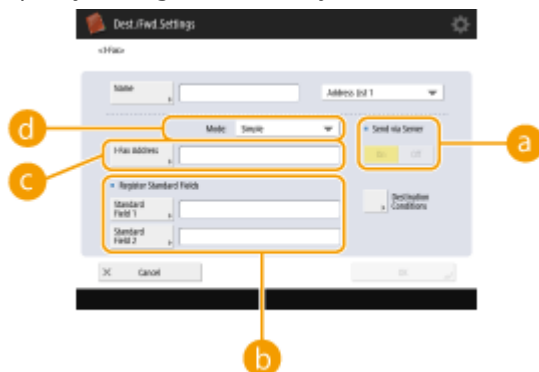 Dest./Fwd.Settings
<I-Fax>
Name
Address List 1
d
Mode:
Simple
Send via Server
a
On
Off
c
I-Fax Address
Register Standard Fields
Standard
Field 1
Destination
Conditions
Standard
Field 2
Cancel
OK
b